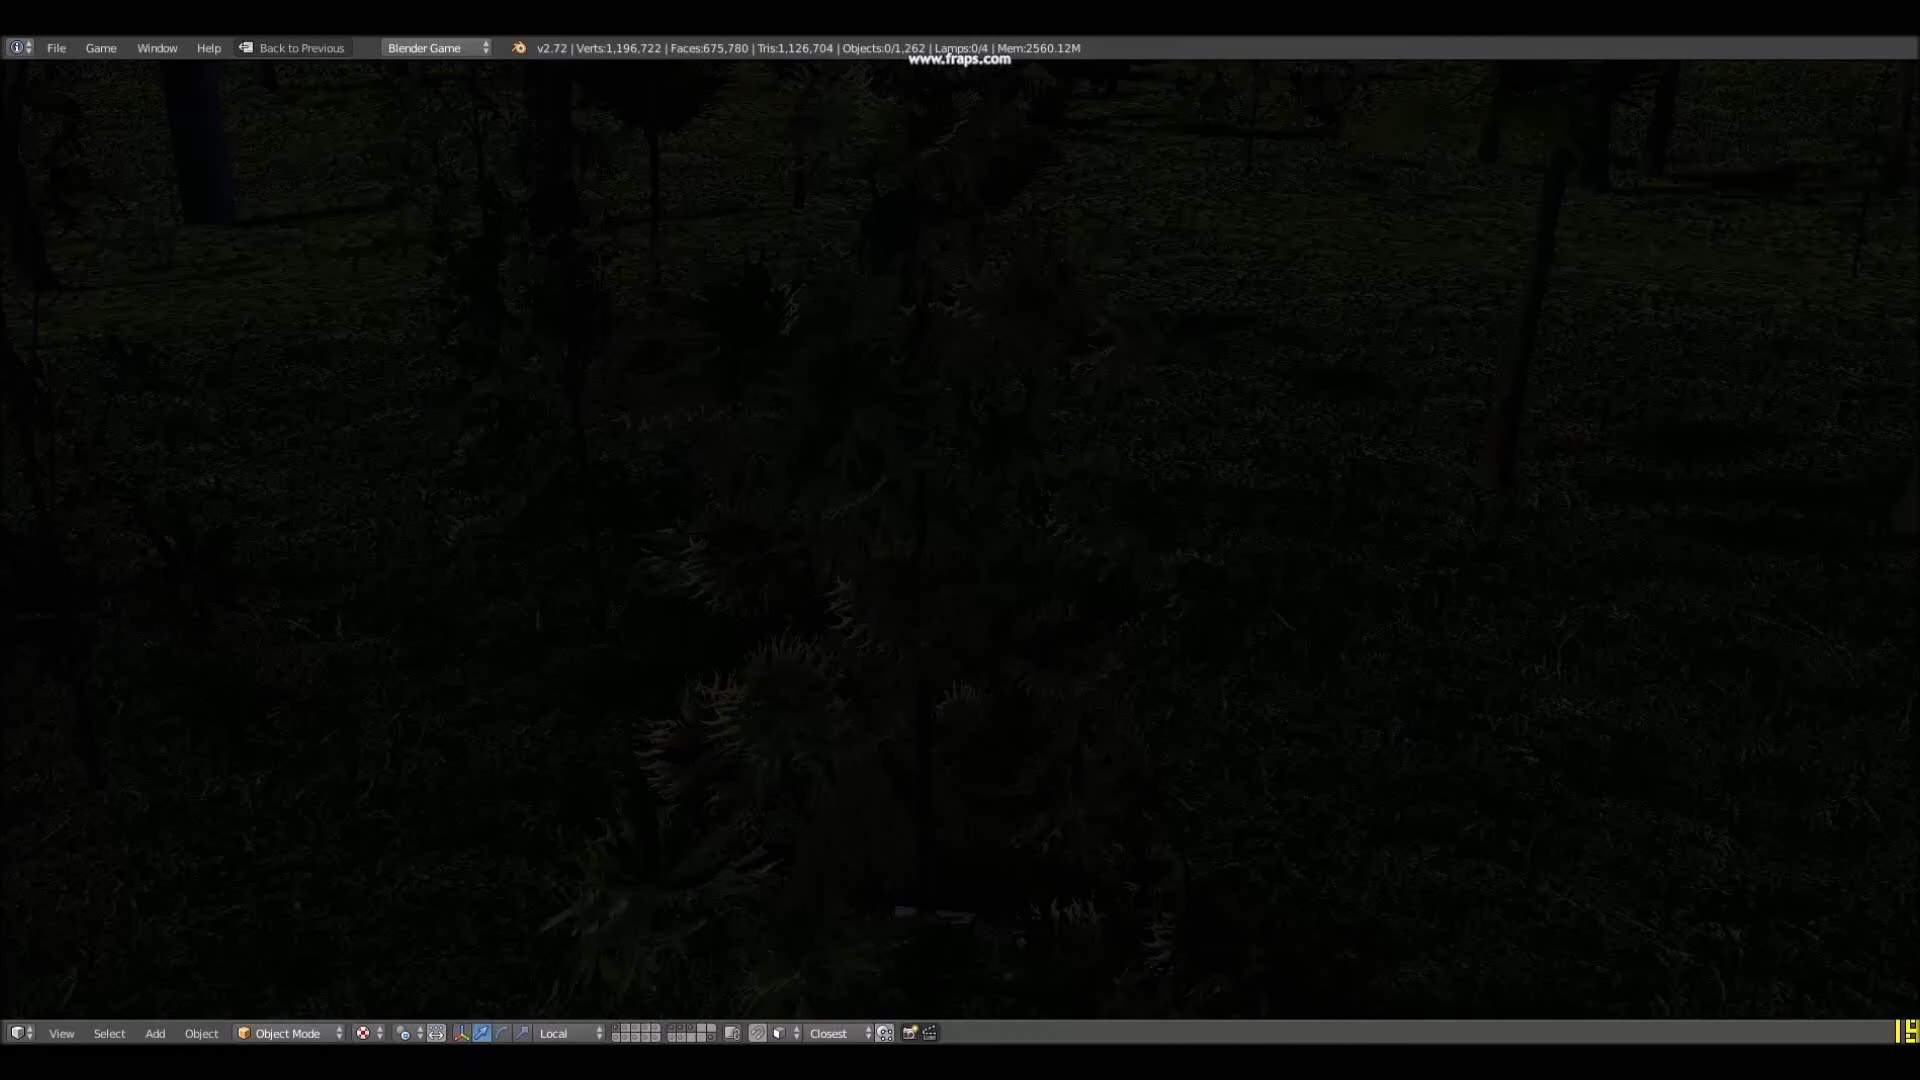 File Game Window Help Back to Previous Blender Game v2.72 | Verts:1,196,722 | Faces:675,780 | Tris:1,126,704 | Objects:0/1,262 | Lamps:0/4 | Mem:2560.12M
www.fraps.com
View Select Add Object Object Mode Local Closest